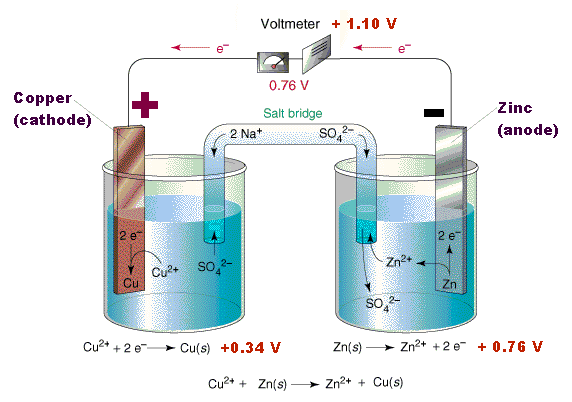 Voltmeter + 1.10 V
e⁻ e⁻
0.76 V
Copper
(cathode)
+
−
Zinc
(anode)
Salt bridge
2 Na⁺ SO₄²⁻
2 e⁻
Cu²⁺
Cu
SO₄²⁻
2 e⁻
Zn²⁺
Zn
SO₄²⁻
Cu²⁺ + 2 e⁻ → Cu(s) +0.34 V
Zn(s) → Zn²⁺ + 2 e⁻ + 0.76 V
Cu²⁺ + Zn(s) → Zn²⁺ + Cu(s)